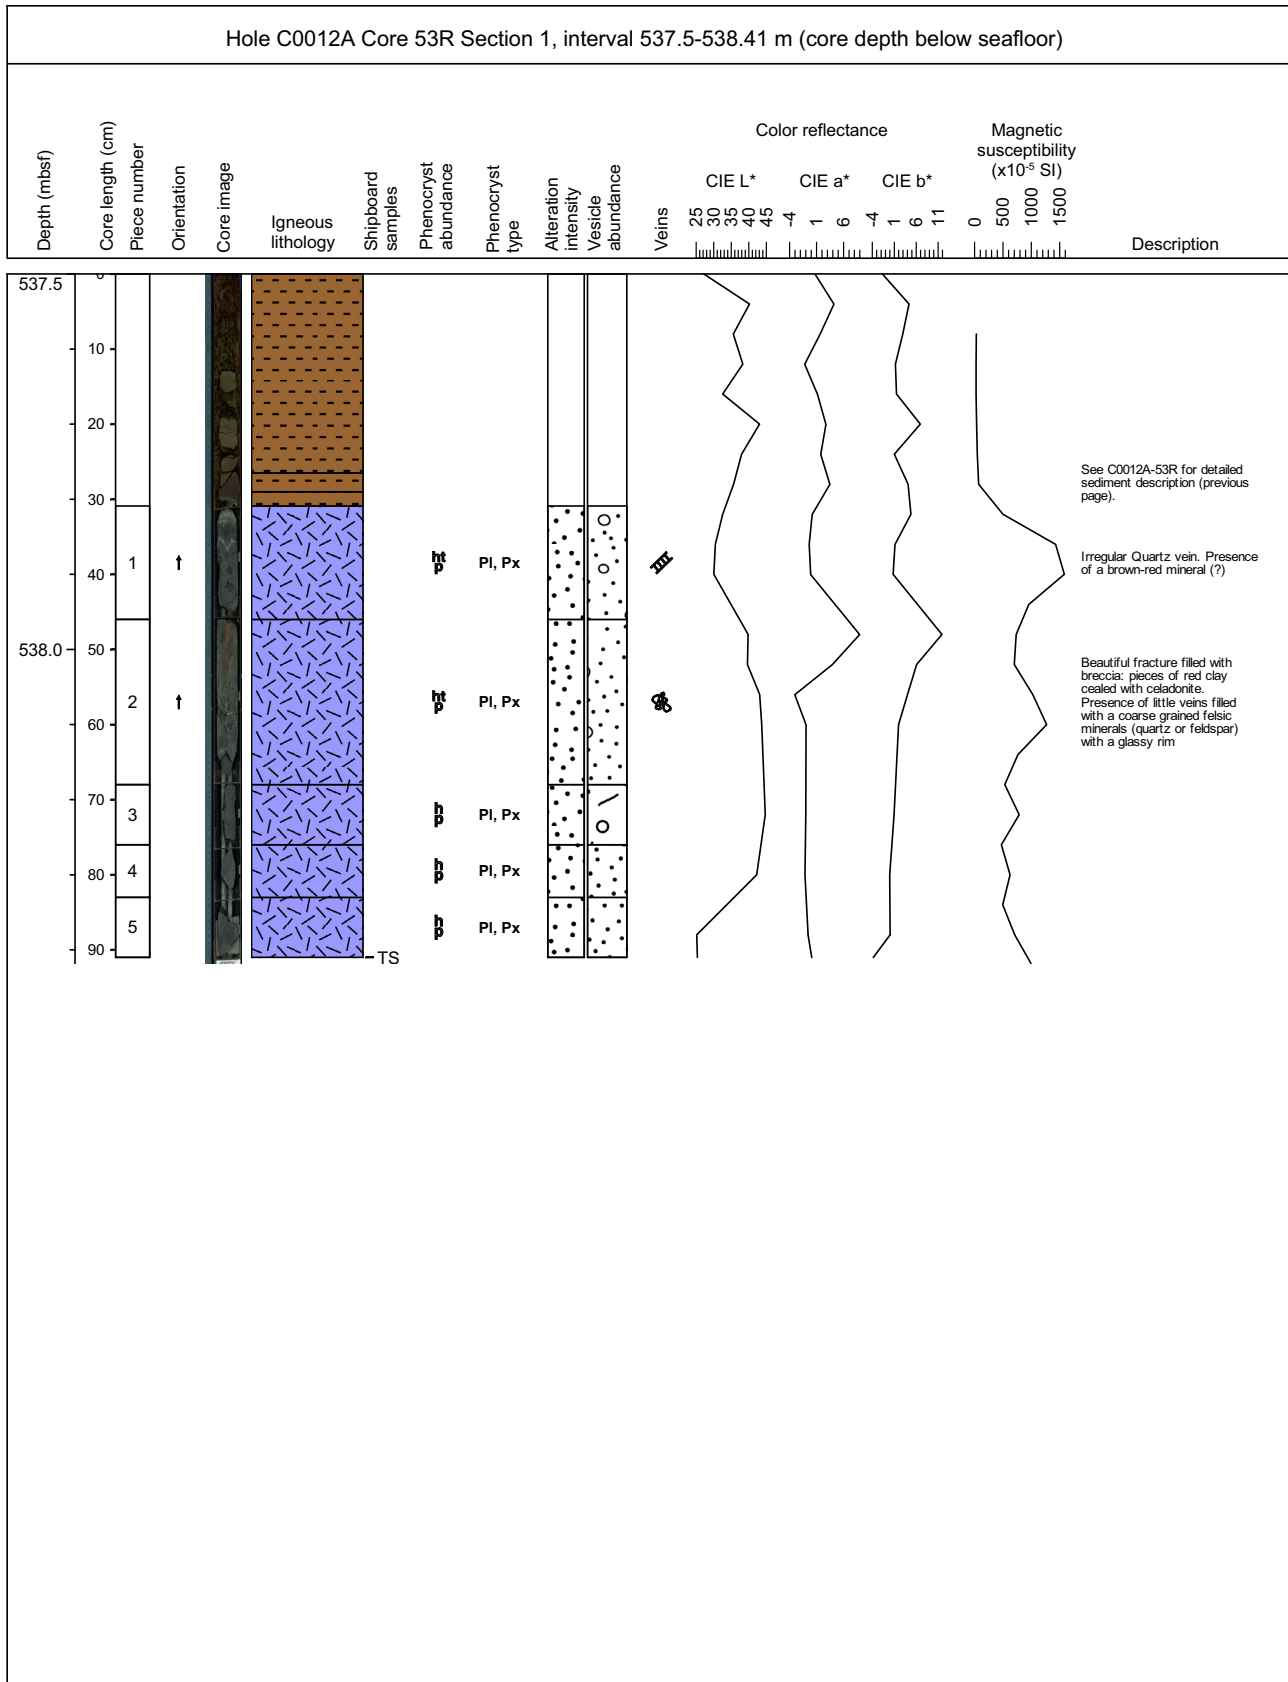 Hole C0012A Core 53R Section 1, interval 537.5-538.41 m (core depth below seafloor)
Depth (mbsf)
Core length (cm)
Piece number
Orientation
Core image
Igneous
lithology
Shipboard
samples
Phenocryst
abundance
Phenocryst
type
Alteration
intensity
Vesicle
abundance
Veins
Color reflectance
CIE L*
25 30 35 40 45
CIE a*
-4 1 6
CIE b*
-4 1 6 11
Magnetic
susceptibility
(x10-5 SI)
0 500 1000 1500
Description
537.5
0
10
20
30
See C0012A-53R for detailed
sediment description (previous
page).
1
ht
p
Pl, Px
Irregular Quartz vein. Presence
of a brown-red mineral (?)
40
538.0
50
2
ht
p
Pl, Px
Beautiful fracture filled with
breccia: pieces of red clay
cealed with celadonite.
Presence of little veins filled
with a coarse grained felsic
minerals (quartz or feldspar)
with a glassy rim
60
70
3
h
p
Pl, Px
80
4
h
p
Pl, Px
5
h
p
Pl, Px
90
TS